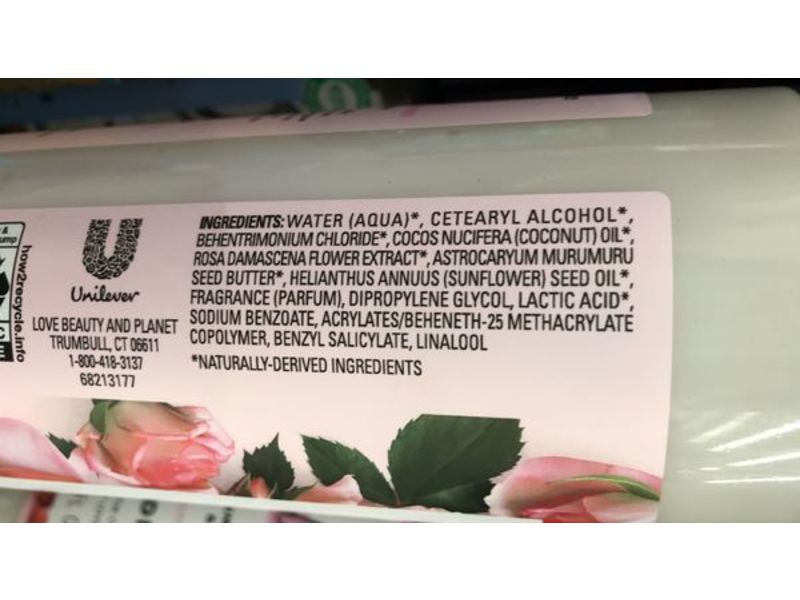 INGREDIENTS: WATER (AQUA)*, CETEARYL ALCOHOL*,
BEHENTRIMONIUM CHLORIDE*, COCOS NUCIFERA (COCONUT) OIL*,
ROSA DAMASCENA FLOWER EXTRACT*, ASTROCARYUM MURUMURU
SEED BUTTER*, HELIANTHUS ANNUUS (SUNFLOWER) SEED OIL*,
FRAGRANCE (PARFUM), DIPROPYLENE GLYCOL, LACTIC ACID*,
SODIUM BENZOATE, ACRYLATES/BEHENETH-25 METHACRYLATE
COPOLYMER, BENZYL SALICYLATE, LINALOOL
*NATURALLY-DERIVED INGREDIENTS
Unilever
LOVE BEAUTY AND PLANET
TRUMBULL, CT 06611
1-800-418-3137
68213177
how2recycle.info